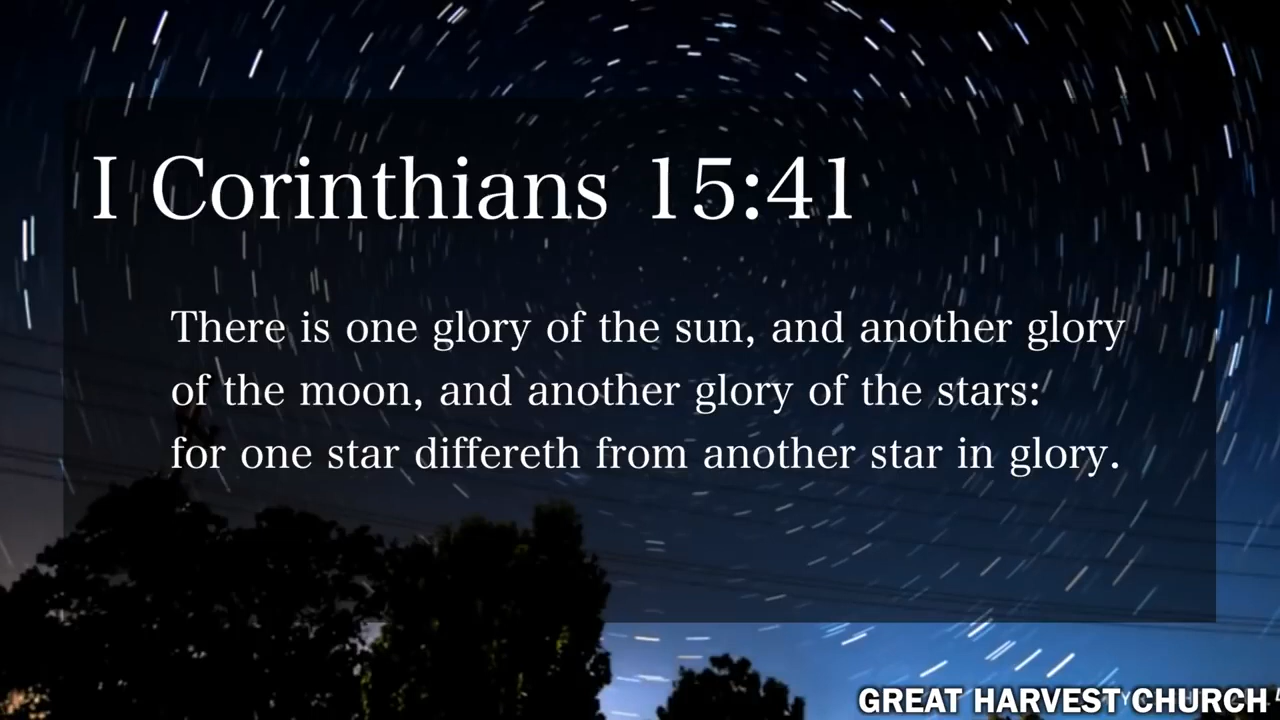 I Corinthians 15:41
There is one glory of the sun, and another glory
of the moon, and another glory of the stars:
for one star differeth from another star in glory.
GREAT HARVEST CHURCH